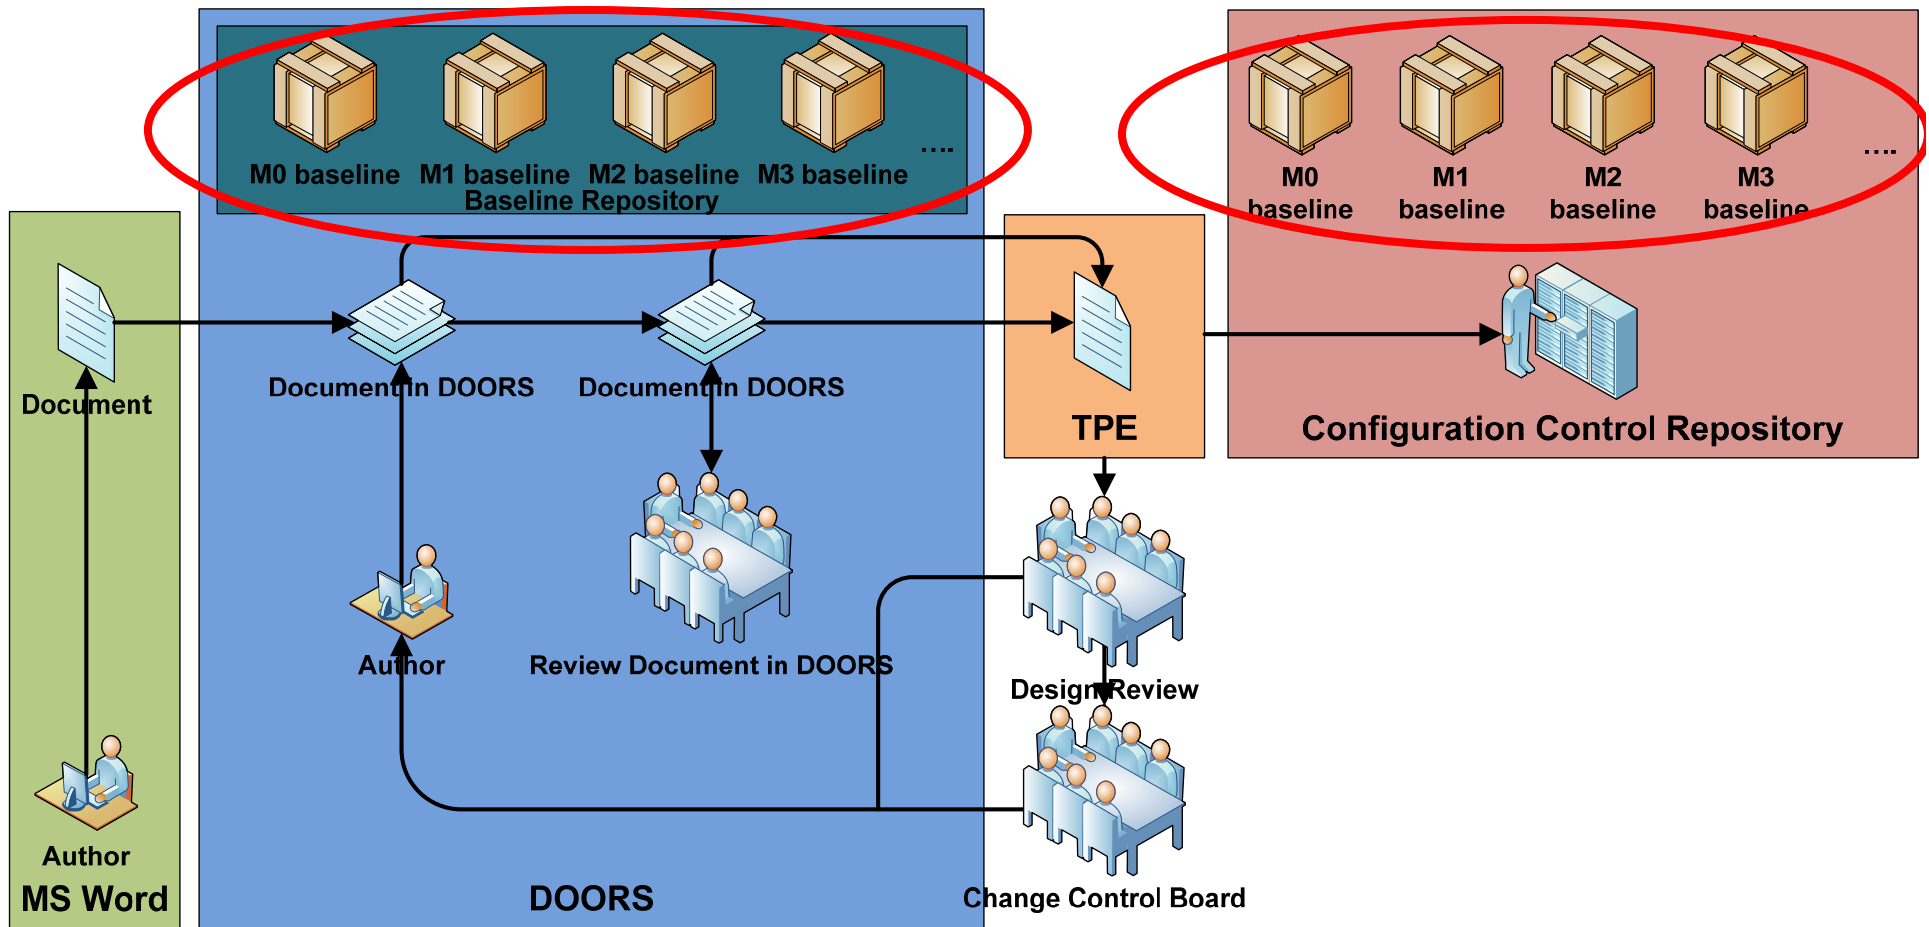 M0 baseline
M1 baseline
M2 baseline
M3 baseline
....
Baseline Repository
M0
baseline
M1
baseline
M2
baseline
M3
baseline
....
Document
Document in DOORS
Document in DOORS
TPE
Configuration Control Repository
Author
Review Document in DOORS
Design Review
Author
MS Word
DOORS
Change Control Board